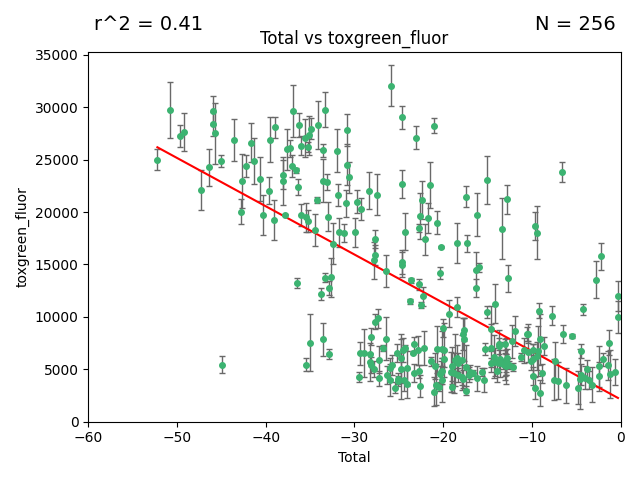 r^2 = 0.41 N = 256
Total vs toxgreen_fluor
35000
30000
25000
20000
15000
10000
5000
0
toxgreen_fluor
−60 −50 −40 −30 −20 −10 0
Total